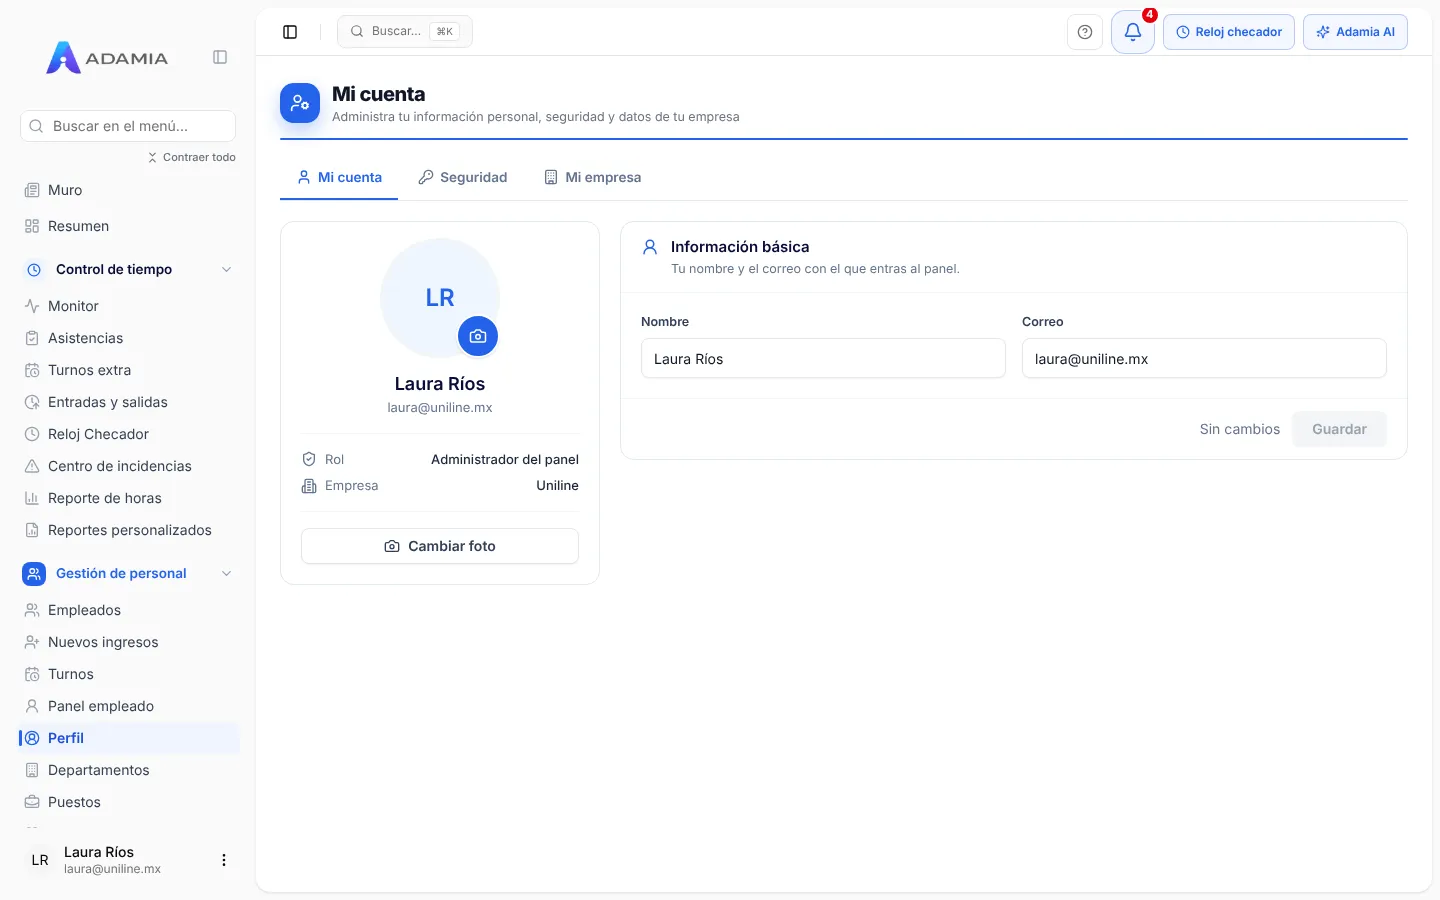 ADAMIA
Buscar en el menú...
Contraer todo
Muro
Resumen
Control de tiempo
Monitor
Asistencias
Turnos extra
Entradas y salidas
Reloj Checador
Centro de incidencias
Reporte de horas
Reportes personalizados
Gestión de personal
Empleados
Nuevos ingresos
Turnos
Panel empleado
Perfil
Departamentos
Puestos
LR
Laura Ríos
laura@uniline.mx
Buscar... ⌘K
4
Reloj checador
Adamia AI
Mi cuenta
Administra tu información personal, seguridad y datos de tu empresa
Mi cuenta
Seguridad
Mi empresa
LR
Laura Ríos
laura@uniline.mx
Rol Administrador del panel
Empresa Uniline
Cambiar foto
Información básica
Tu nombre y el correo con el que entras al panel.
Nombre
Laura Ríos
Correo
laura@uniline.mx
Sin cambios
Guardar